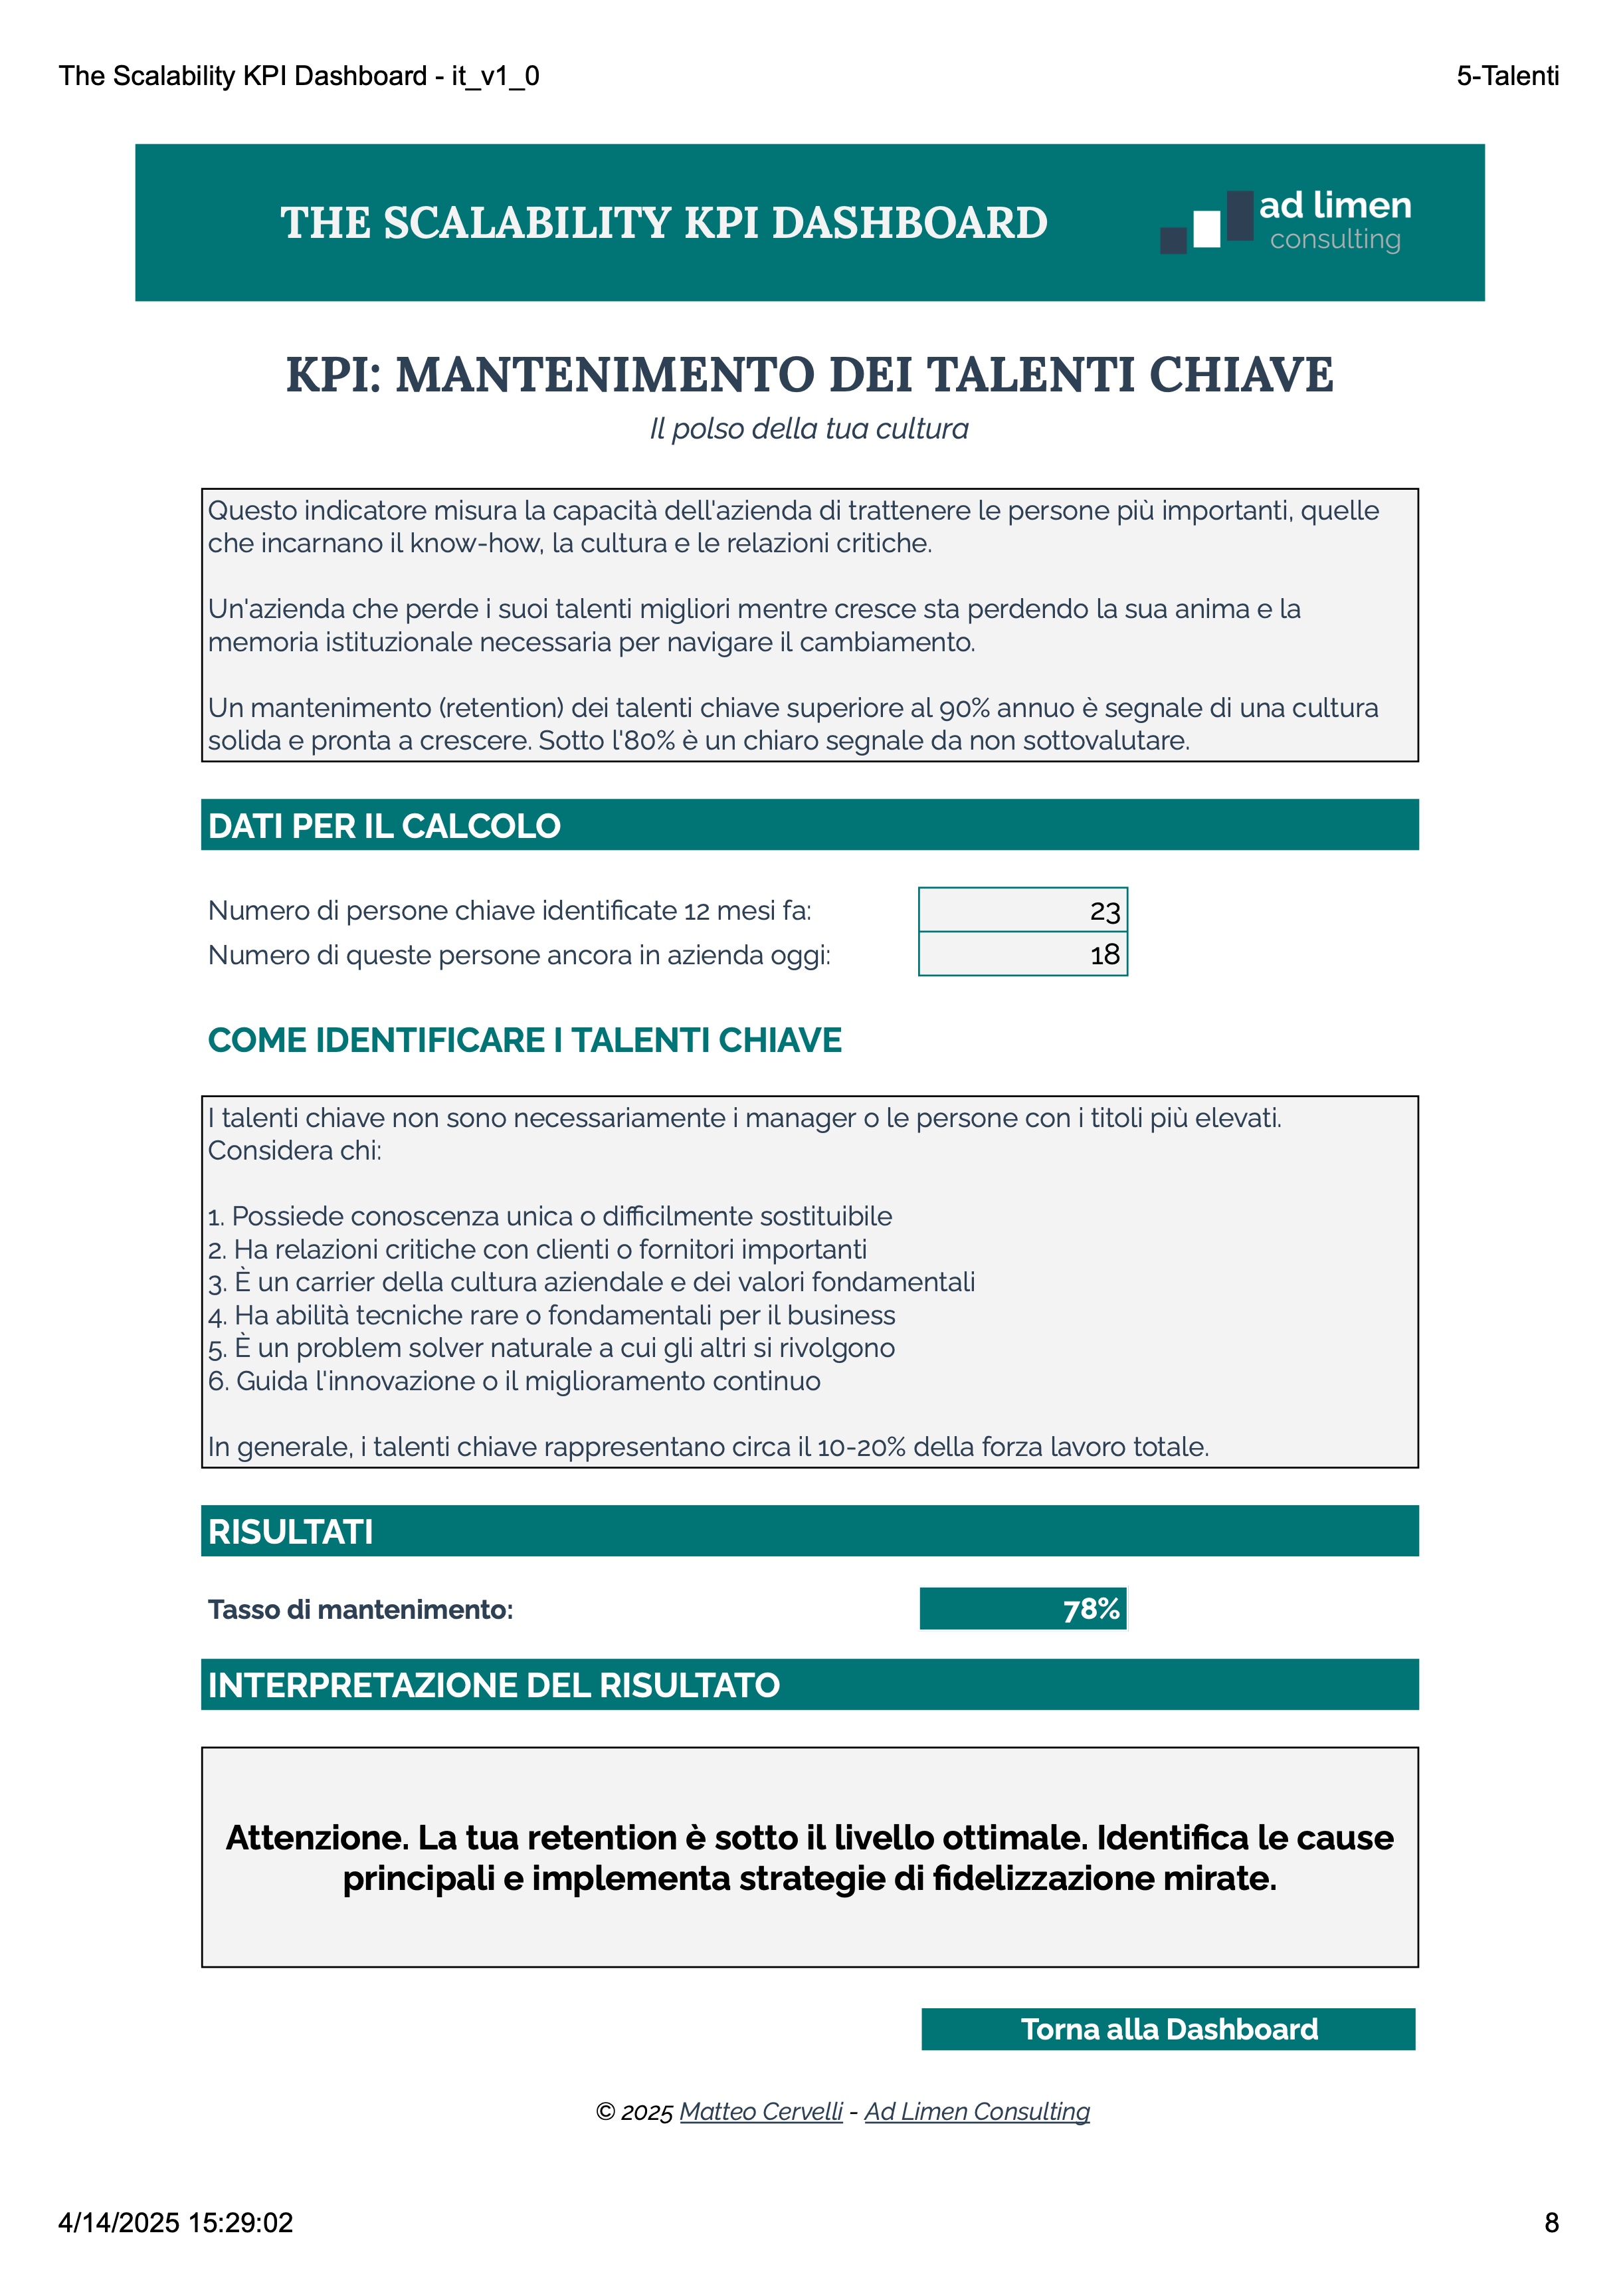 The Scalability KPI Dashboard - it_v1_0
5-Talenti
THE SCALABILITY KPI DASHBOARD
ad limen
consulting
KPI: MANTENIMENTO DEI TALENTI CHIAVE
Il polso della tua cultura
Questo indicatore misura la capacità dell'azienda di trattenere le persone più importanti, quelle
che incarnano il know-how, la cultura e le relazioni critiche.
Un'azienda che perde i suoi talenti migliori mentre cresce sta perdendo la sua anima e la
memoria istituzionale necessaria per navigare il cambiamento.
Un mantenimento (retention) dei talenti chiave superiore al 90% annuo è segnale di una cultura
solida e pronta a crescere. Sotto l'80% è un chiaro segnale da non sottovalutare.
DATI PER IL CALCOLO
Numero di persone chiave identificate 12 mesi fa: 23
Numero di queste persone ancora in azienda oggi: 18
COME IDENTIFICARE I TALENTI CHIAVE
I talenti chiave non sono necessariamente i manager o le persone con i titoli più elevati.
Considera chi:
1. Possiede conoscenza unica o difficilmente sostituibile
2. Ha relazioni critiche con clienti o fornitori importanti
3. È un carrier della cultura aziendale e dei valori fondamentali
4. Ha abilità tecniche rare o fondamentali per il business
5. È un problem solver naturale a cui gli altri si rivolgono
6. Guida l'innovazione o il miglioramento continuo
In generale, i talenti chiave rappresentano circa il 10-20% della forza lavoro totale.
RISULTATI
Tasso di mantenimento: 78%
INTERPRETAZIONE DEL RISULTATO
Attenzione. La tua retention è sotto il livello ottimale. Identifica le cause
principali e implementa strategie di fidelizzazione mirate.
Torna alla Dashboard
© 2025 Matteo Cervelli - Ad Limen Consulting
4/14/2025 15:29:02
8